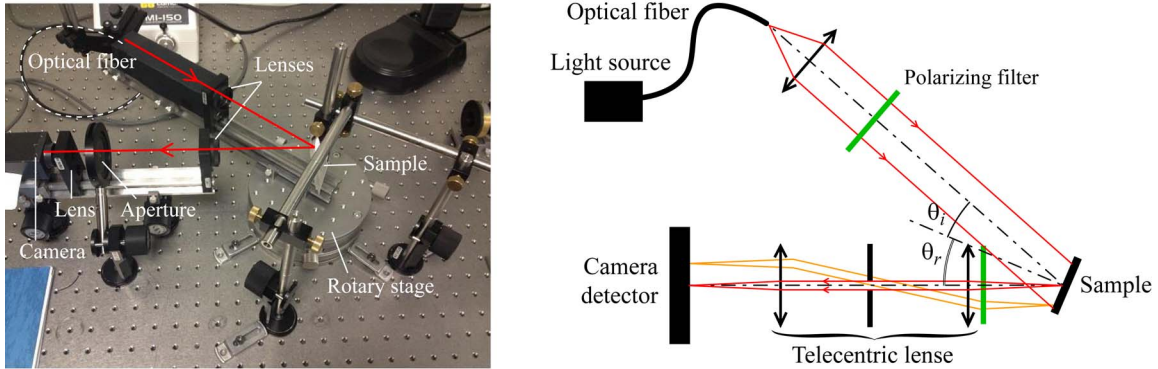 MI-150
Optical fiber
Lenses
Sample
Lens
Aperture
Camera
Rotary stage
Optical fiber
Light source
Polarizing filter
θi
θr
Camera
detector
Sample
Telecentric lense